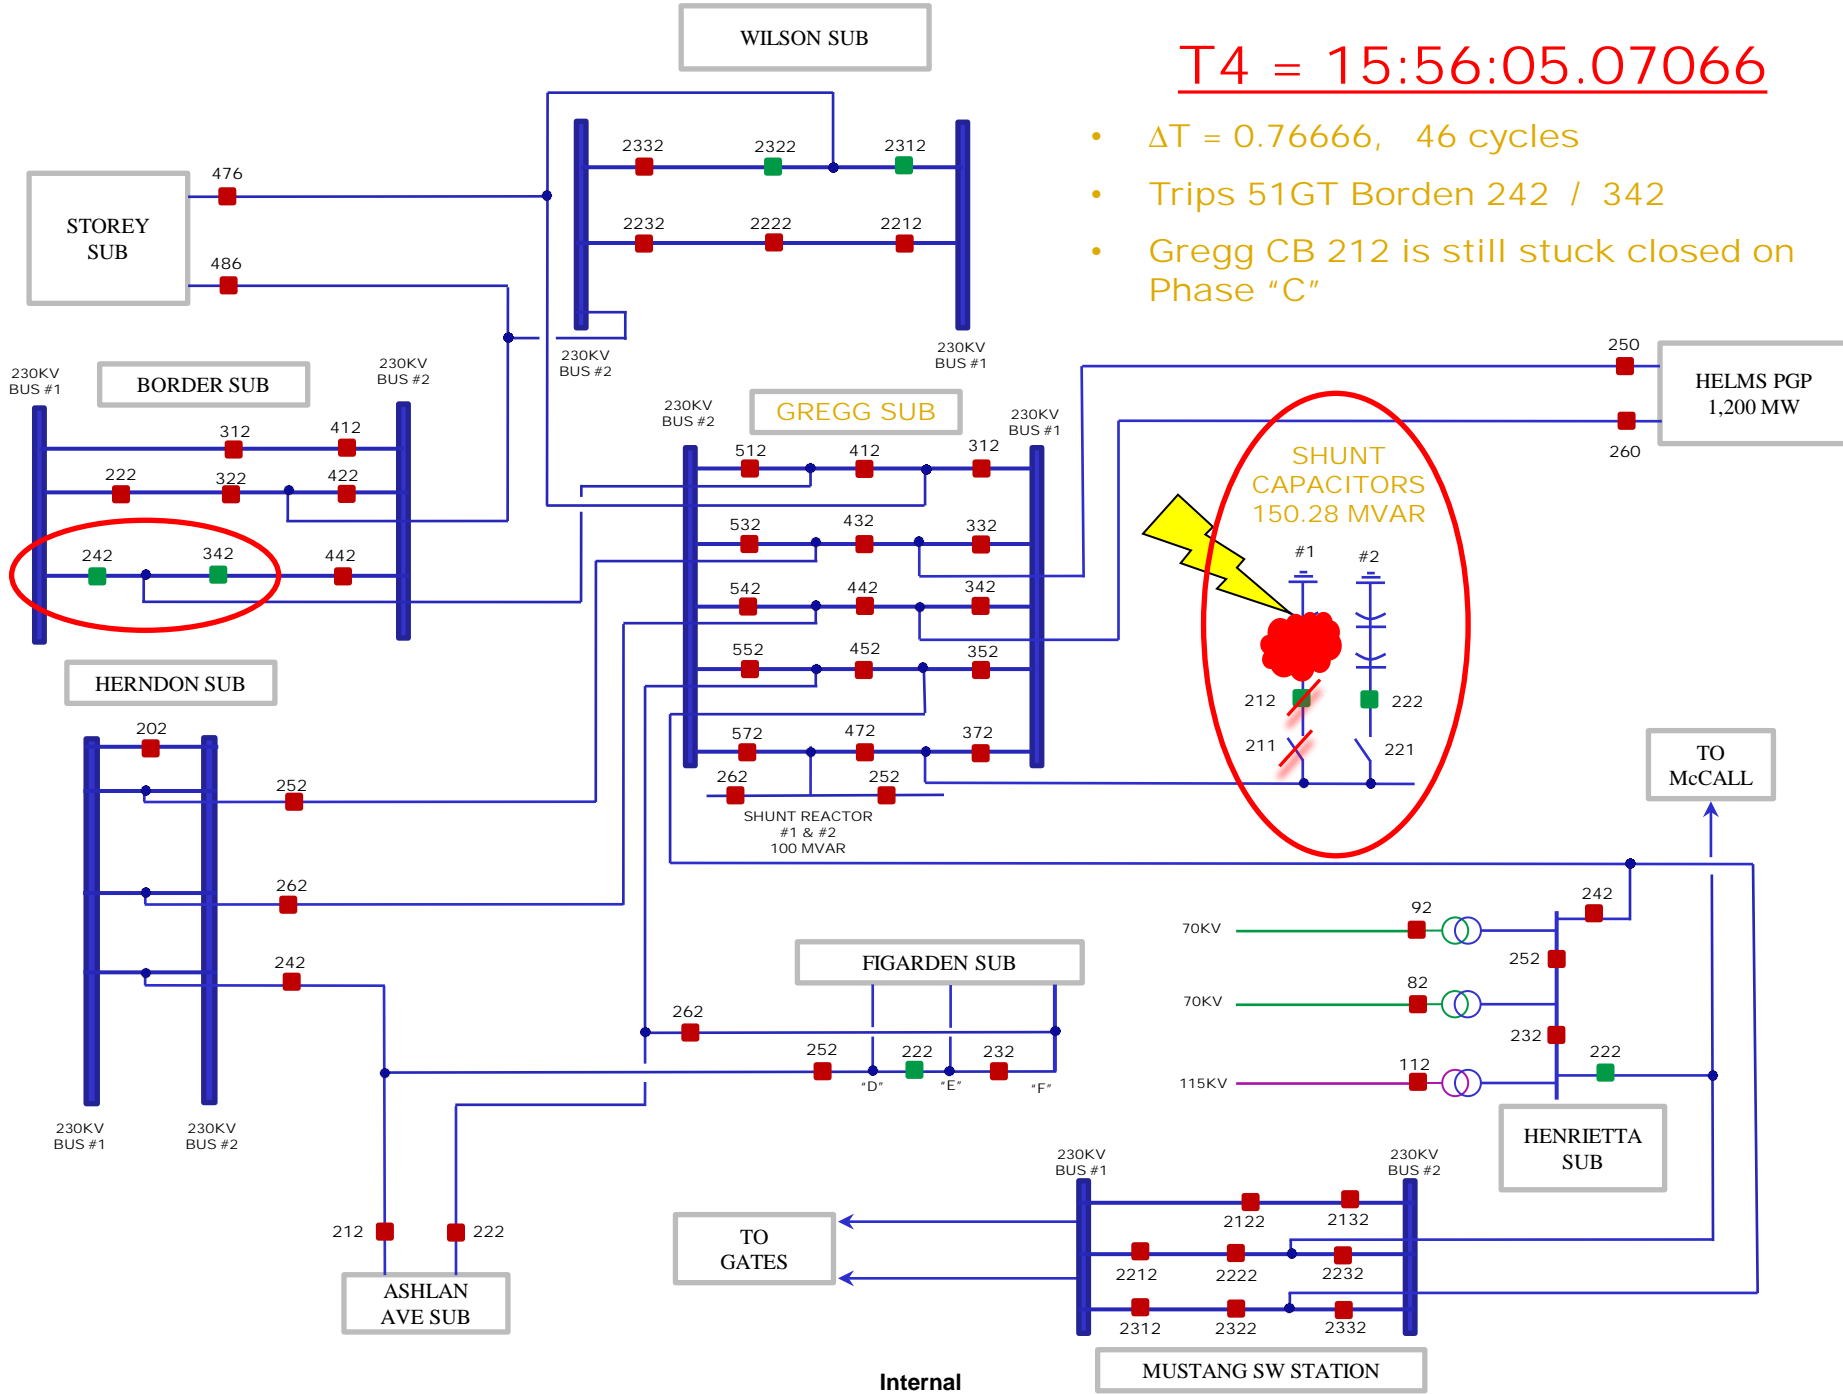 WILSON SUB
T4 = 15:56:05.07066
• ΔT = 0.76666, 46 cycles
• Trips 51GT Borden 242 / 342
• Gregg CB 212 is still stuck closed on
Phase “C”
2332
2322
2312
2232
2222
2212
230KV
BUS #2
230KV
BUS #1
STOREY
SUB
476
486
230KV
BUS #1
BORDER SUB
230KV
BUS #2
312
412
222
322
422
242
342
442
230KV
BUS #2
GREGG SUB
230KV
BUS #1
512
412
312
532
432
332
542
442
342
552
452
352
572
472
372
262
252
SHUNT REACTOR
#1 & #2
100 MVAR
250
260
HELMS PGP
1,200 MW
SHUNT
CAPACITORS
150.28 MVAR
#1
#2
212
222
211
221
HERNDON SUB
202
252
262
242
230KV
BUS #1
230KV
BUS #2
TO
McCALL
FIGARDEN SUB
262
252
222
232
“D”
“E”
“F”
70KV
92
242
252
70KV
82
232
222
115KV
112
HENRIETTA
SUB
212
222
ASHLAN
AVE SUB
TO
GATES
230KV
BUS #1
230KV
BUS #2
2122
2132
2212
2222
2232
2312
2322
2332
MUSTANG SW STATION
Internal